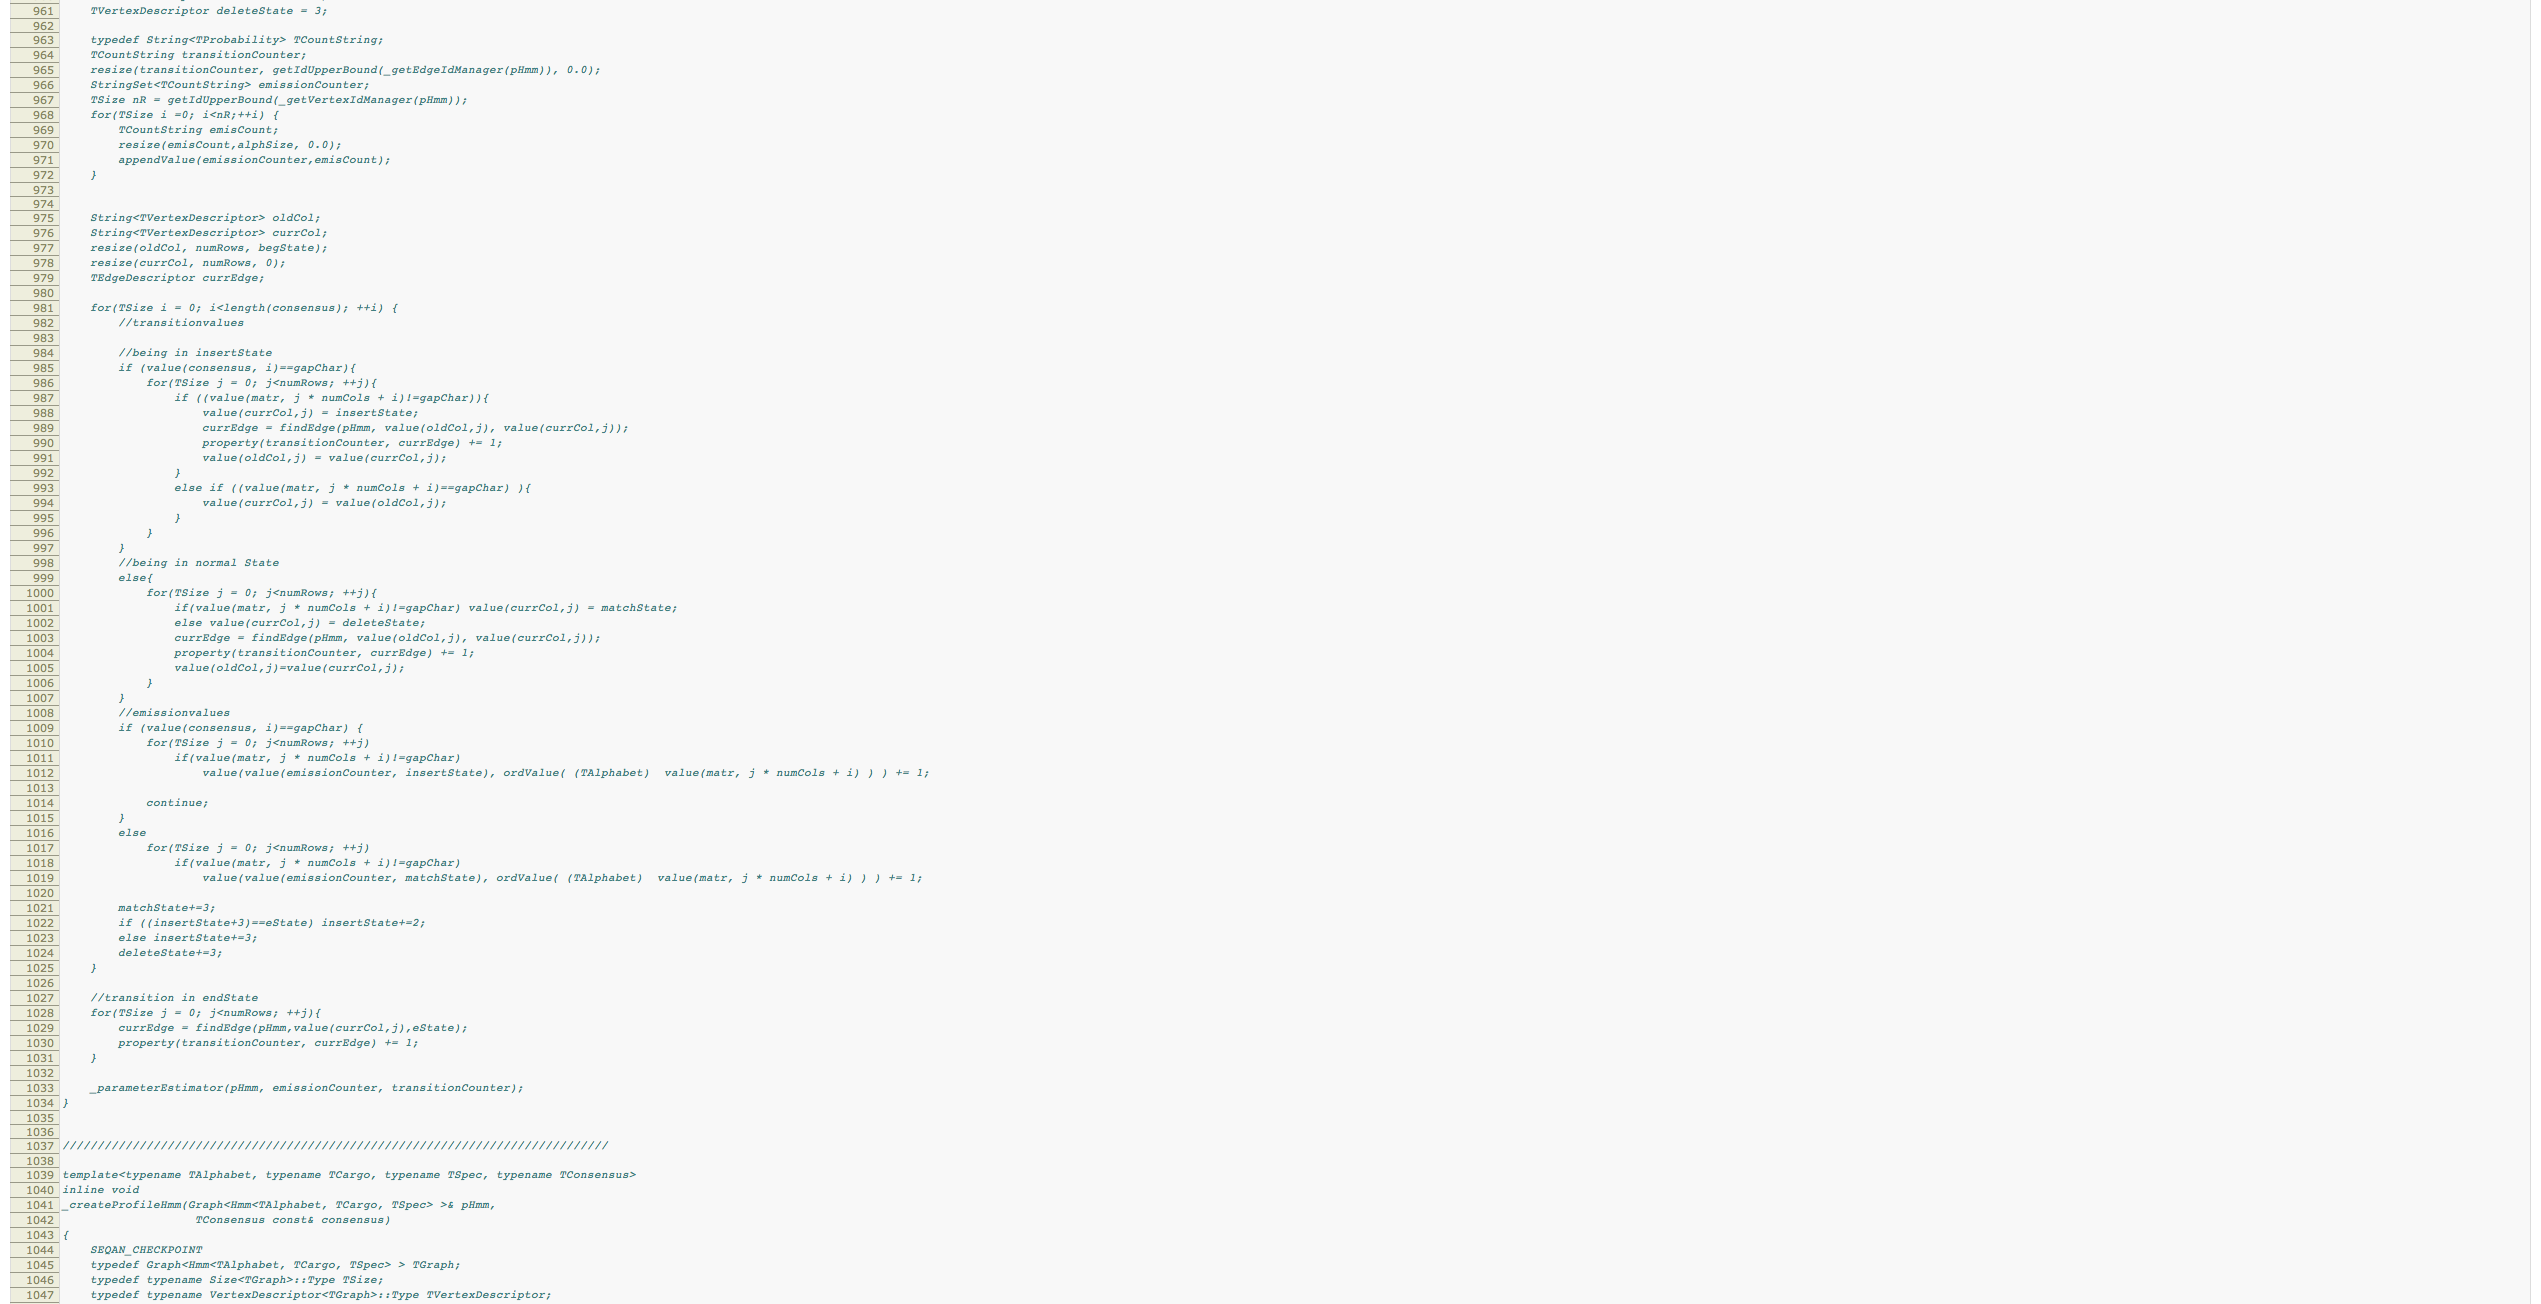 961 TVertexDescriptor deleteState = 3;
962
963 typedef String<TProbability> TCountString;
964 TCountString transitionCounter;
965 resize(transitionCounter, getIdUpperBound(_getEdgeIdManager(pHmm)), 0.0);
966 StringSet<TCountString> emissionCounter;
967 TSize nR = getIdUpperBound(_getVertexIdManager(pHmm));
968 for(TSize i =0; i<nR;++i) {
969 TCountString emisCount;
970 resize(emisCount,alphSize, 0.0);
971 appendValue(emissionCounter,emisCount);
972 }
973
974
975 String<TVertexDescriptor> oldCol;
976 String<TVertexDescriptor> currCol;
977 resize(oldCol, numRows, begState);
978 resize(currCol, numRows, 0);
979 TEdgeDescriptor currEdge;
980
981 for(TSize i = 0; i<length(consensus); ++i) {
982 //transitionvalues
983
984 //being in insertState
985 if (value(consensus, i)==gapChar){
986 for(TSize j = 0; j<numRows; ++j){
987 if ((value(matr, j * numCols + i)!=gapChar)){
988 value(currCol,j) = insertState;
989 currEdge = findEdge(pHmm, value(oldCol,j), value(currCol,j));
990 property(transitionCounter, currEdge) += 1;
991 value(oldCol,j) = value(currCol,j);
992 }
993 else if ((value(matr, j * numCols + i)==gapChar) ){
994 value(currCol,j) = value(oldCol,j);
995 }
996 }
997 }
998 //being in normal State
999 else{
1000 for(TSize j = 0; j<numRows; ++j){
1001 if(value(matr, j * numCols + i)!=gapChar) value(currCol,j) = matchState;
1002 else value(currCol,j) = deleteState;
1003 currEdge = findEdge(pHmm, value(oldCol,j), value(currCol,j));
1004 property(transitionCounter, currEdge) += 1;
1005 value(oldCol,j)=value(currCol,j);
1006 }
1007 }
1008 //emissionvalues
1009 if (value(consensus, i)==gapChar) {
1010 for(TSize j = 0; j<numRows; ++j)
1011 if(value(matr, j * numCols + i)!=gapChar)
1012 value(value(emissionCounter, insertState), ordValue( (TAlphabet)  value(matr, j * numCols + i) ) ) += 1;
1013
1014 continue;
1015 }
1016 else
1017 for(TSize j = 0; j<numRows; ++j)
1018 if(value(matr, j * numCols + i)!=gapChar)
1019 value(value(emissionCounter, matchState), ordValue( (TAlphabet)  value(matr, j * numCols + i) ) ) += 1;
1020
1021 matchState+=3;
1022 if ((insertState+3)==eState) insertState+=2;
1023 else insertState+=3;
1024 deleteState+=3;
1025 }
1026
1027 //transition in endState
1028 for(TSize j = 0; j<numRows; ++j){
1029 currEdge = findEdge(pHmm,value(currCol,j),eState);
1030 property(transitionCounter, currEdge) += 1;
1031 }
1032
1033 _parameterEstimator(pHmm, emissionCounter, transitionCounter);
1034 }
1035
1036
1037 //////////////////////////////////////////////////////////////////////////////
1038
1039 template<typename TAlphabet, typename TCargo, typename TSpec, typename TConsensus>
1040 inline void
1041 _createProfileHmm(Graph<Hmm<TAlphabet, TCargo, TSpec> >& pHmm,
1042 TConsensus const& consensus)
1043 {
1044 SEQAN_CHECKPOINT
1045 typedef Graph<Hmm<TAlphabet, TCargo, TSpec> > TGraph;
1046 typedef typename Size<TGraph>::Type TSize;
1047 typedef typename VertexDescriptor<TGraph>::Type TVertexDescriptor;